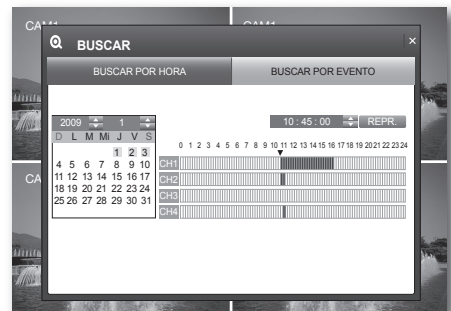 CAM1
CAM1
BUSCAR ×
BUSCAR POR HORA BUSCAR POR EVENTO
2009 1
10 : 45 : 00 REPR.
D L M Mi J V S
1 2 3
4 5 6 7 8 9 10
11 12 13 14 15 16 17
18 19 20 21 22 23 24
25 26 27 28 29 30 31
0 1 2 3 4 5 6 7 8 9 10 11 12 13 14 15 16 17 18 19 20 21 22 23 24
CH1
CH2
CH3
CH4
CA